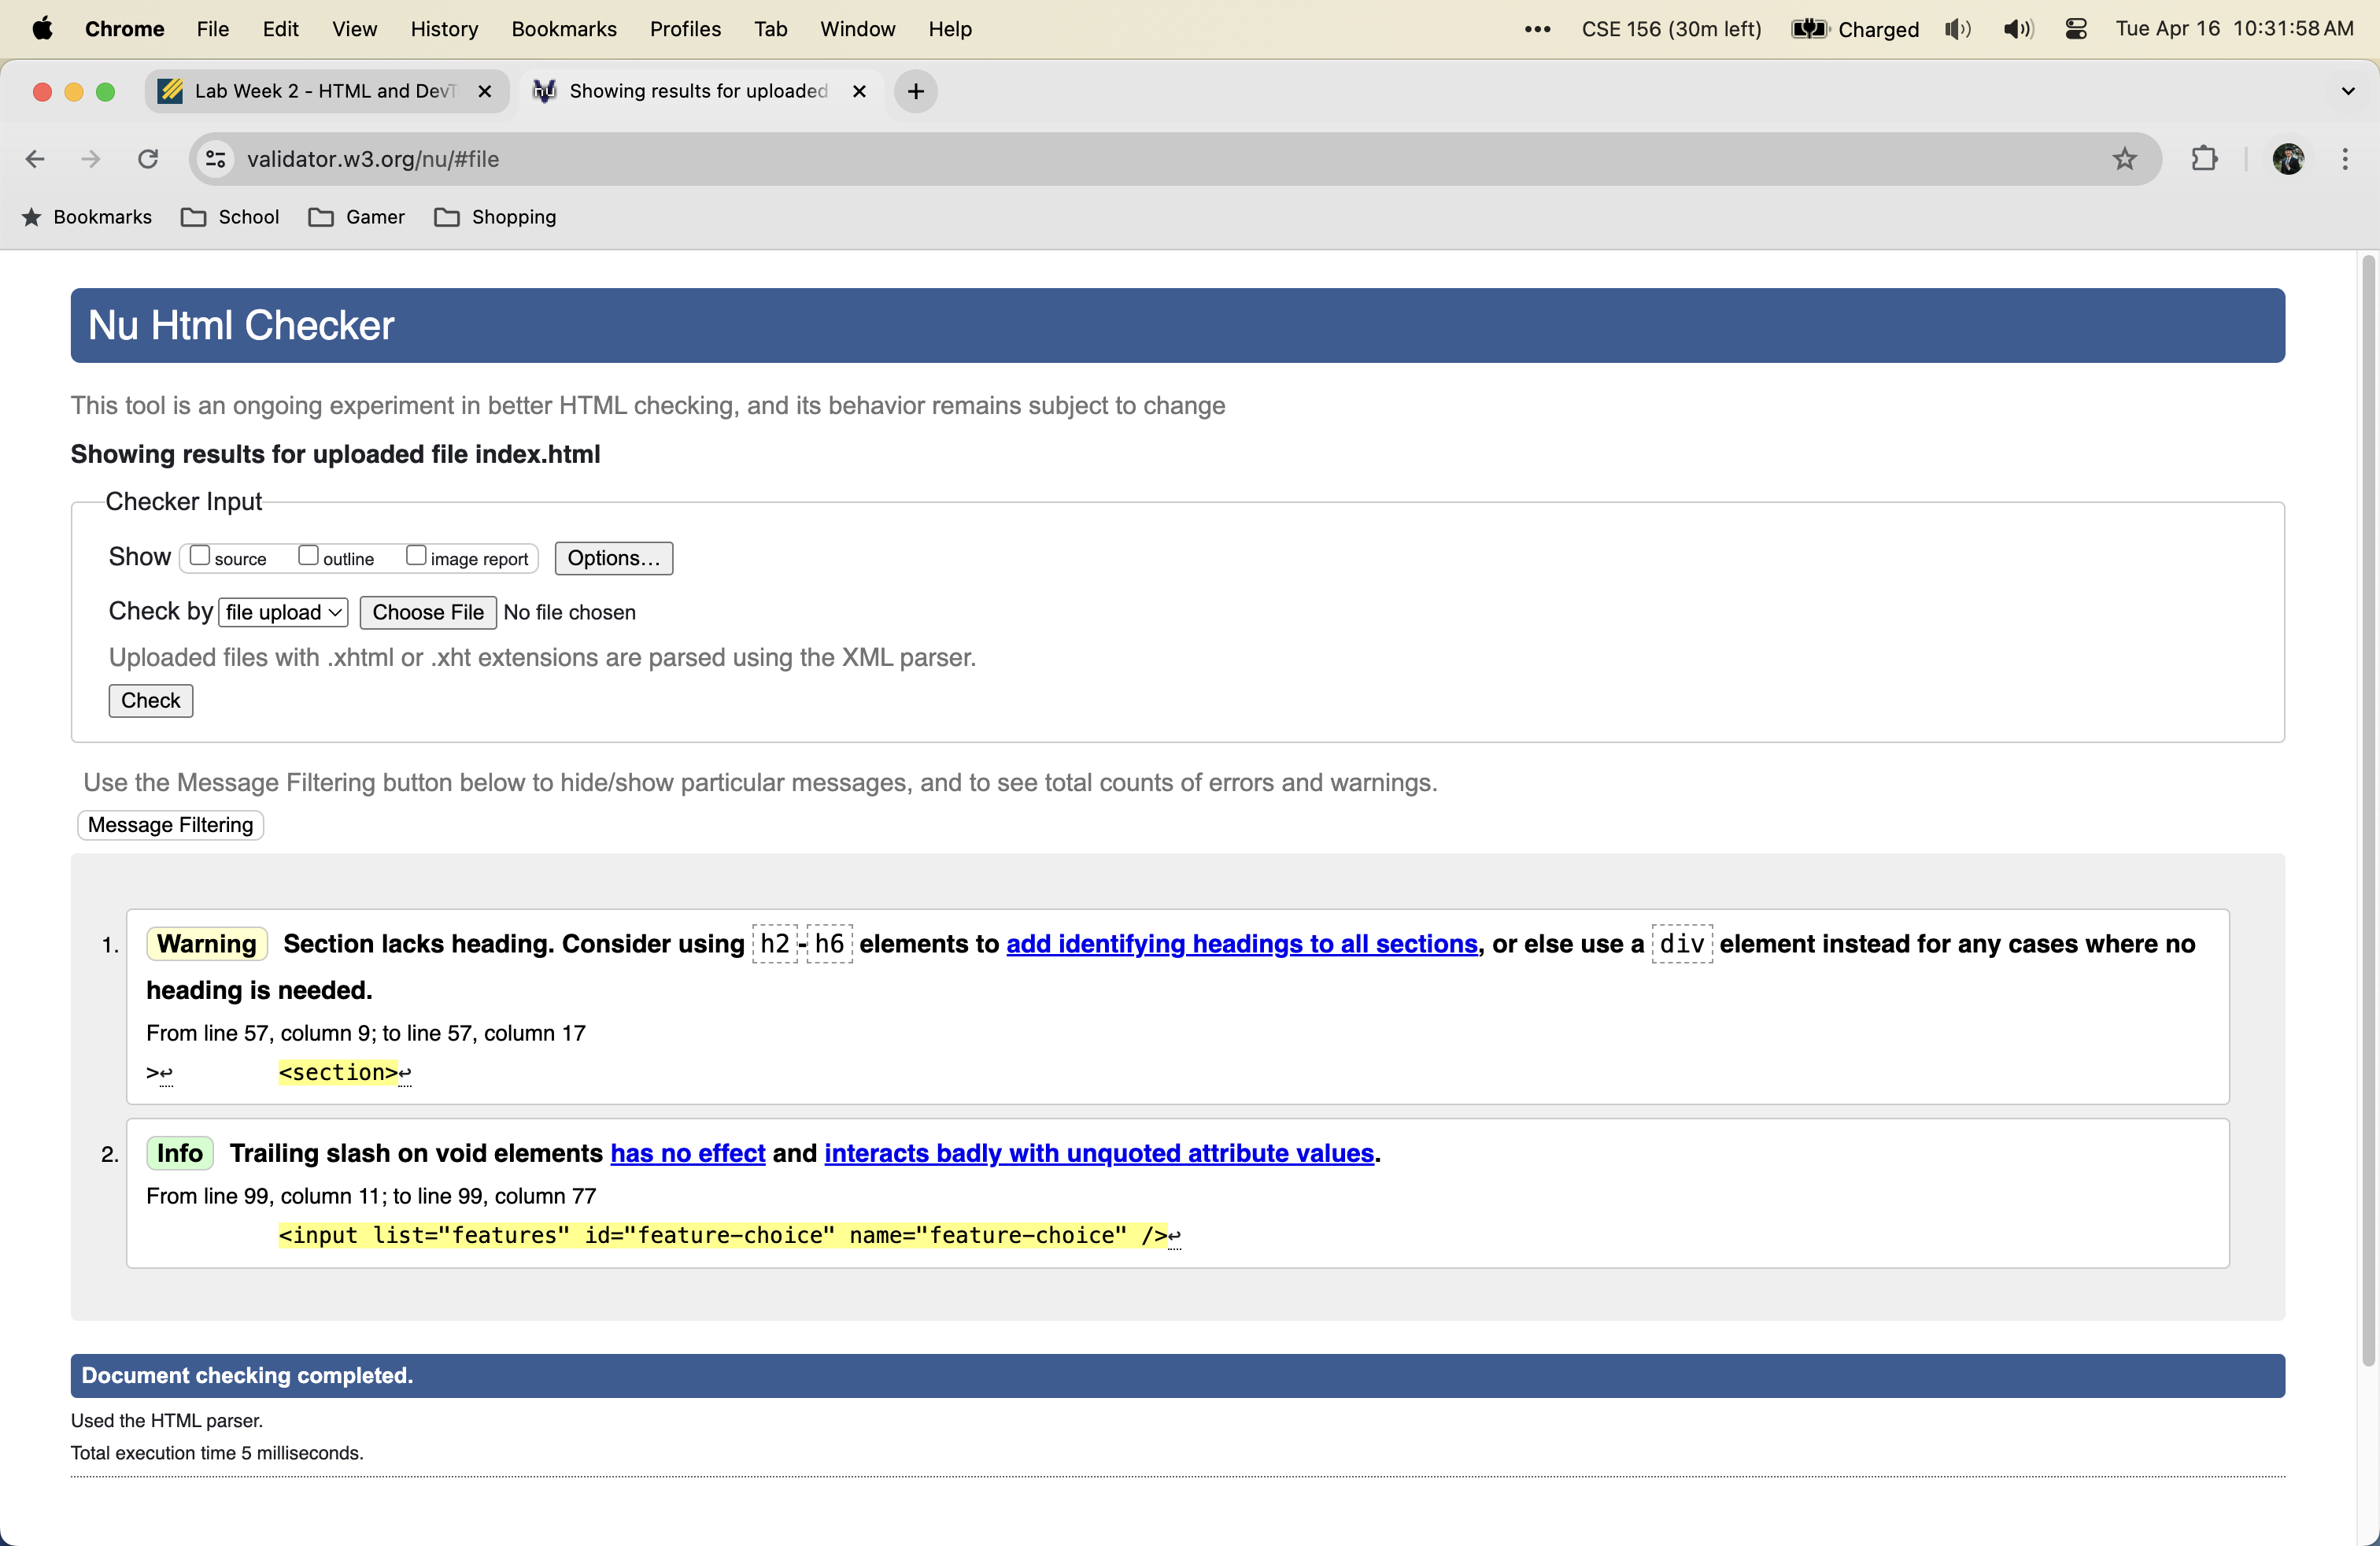 Chrome File Edit View History Bookmarks Profiles Tab Window Help ••• CSE 156 (30m left) Charged Tue Apr 16 10:31:58 AM
Lab Week 2 - HTML and DevT Showing results for uploaded
validator.w3.org/nu/#file
Bookmarks School Gamer Shopping
Nu Html Checker
This tool is an ongoing experiment in better HTML checking, and its behavior remains subject to change
Showing results for uploaded file index.html
Checker Input
Show source outline image report Options...
Check by file upload Choose File No file chosen
Uploaded files with .xhtml or .xht extensions are parsed using the XML parser.
Check
Use the Message Filtering button below to hide/show particular messages, and to see total counts of errors and warnings.
Message Filtering
1. Warning Section lacks heading. Consider using h2-h6 elements to add identifying headings to all sections, or else use a div element instead for any cases where no
heading is needed.
From line 57, column 9; to line 57, column 17
>↩ <section>↩
2. Info Trailing slash on void elements has no effect and interacts badly with unquoted attribute values.
From line 99, column 11; to line 99, column 77
<input list="features" id="feature-choice" name="feature-choice" />↩
Document checking completed.
Used the HTML parser.
Total execution time 5 milliseconds.